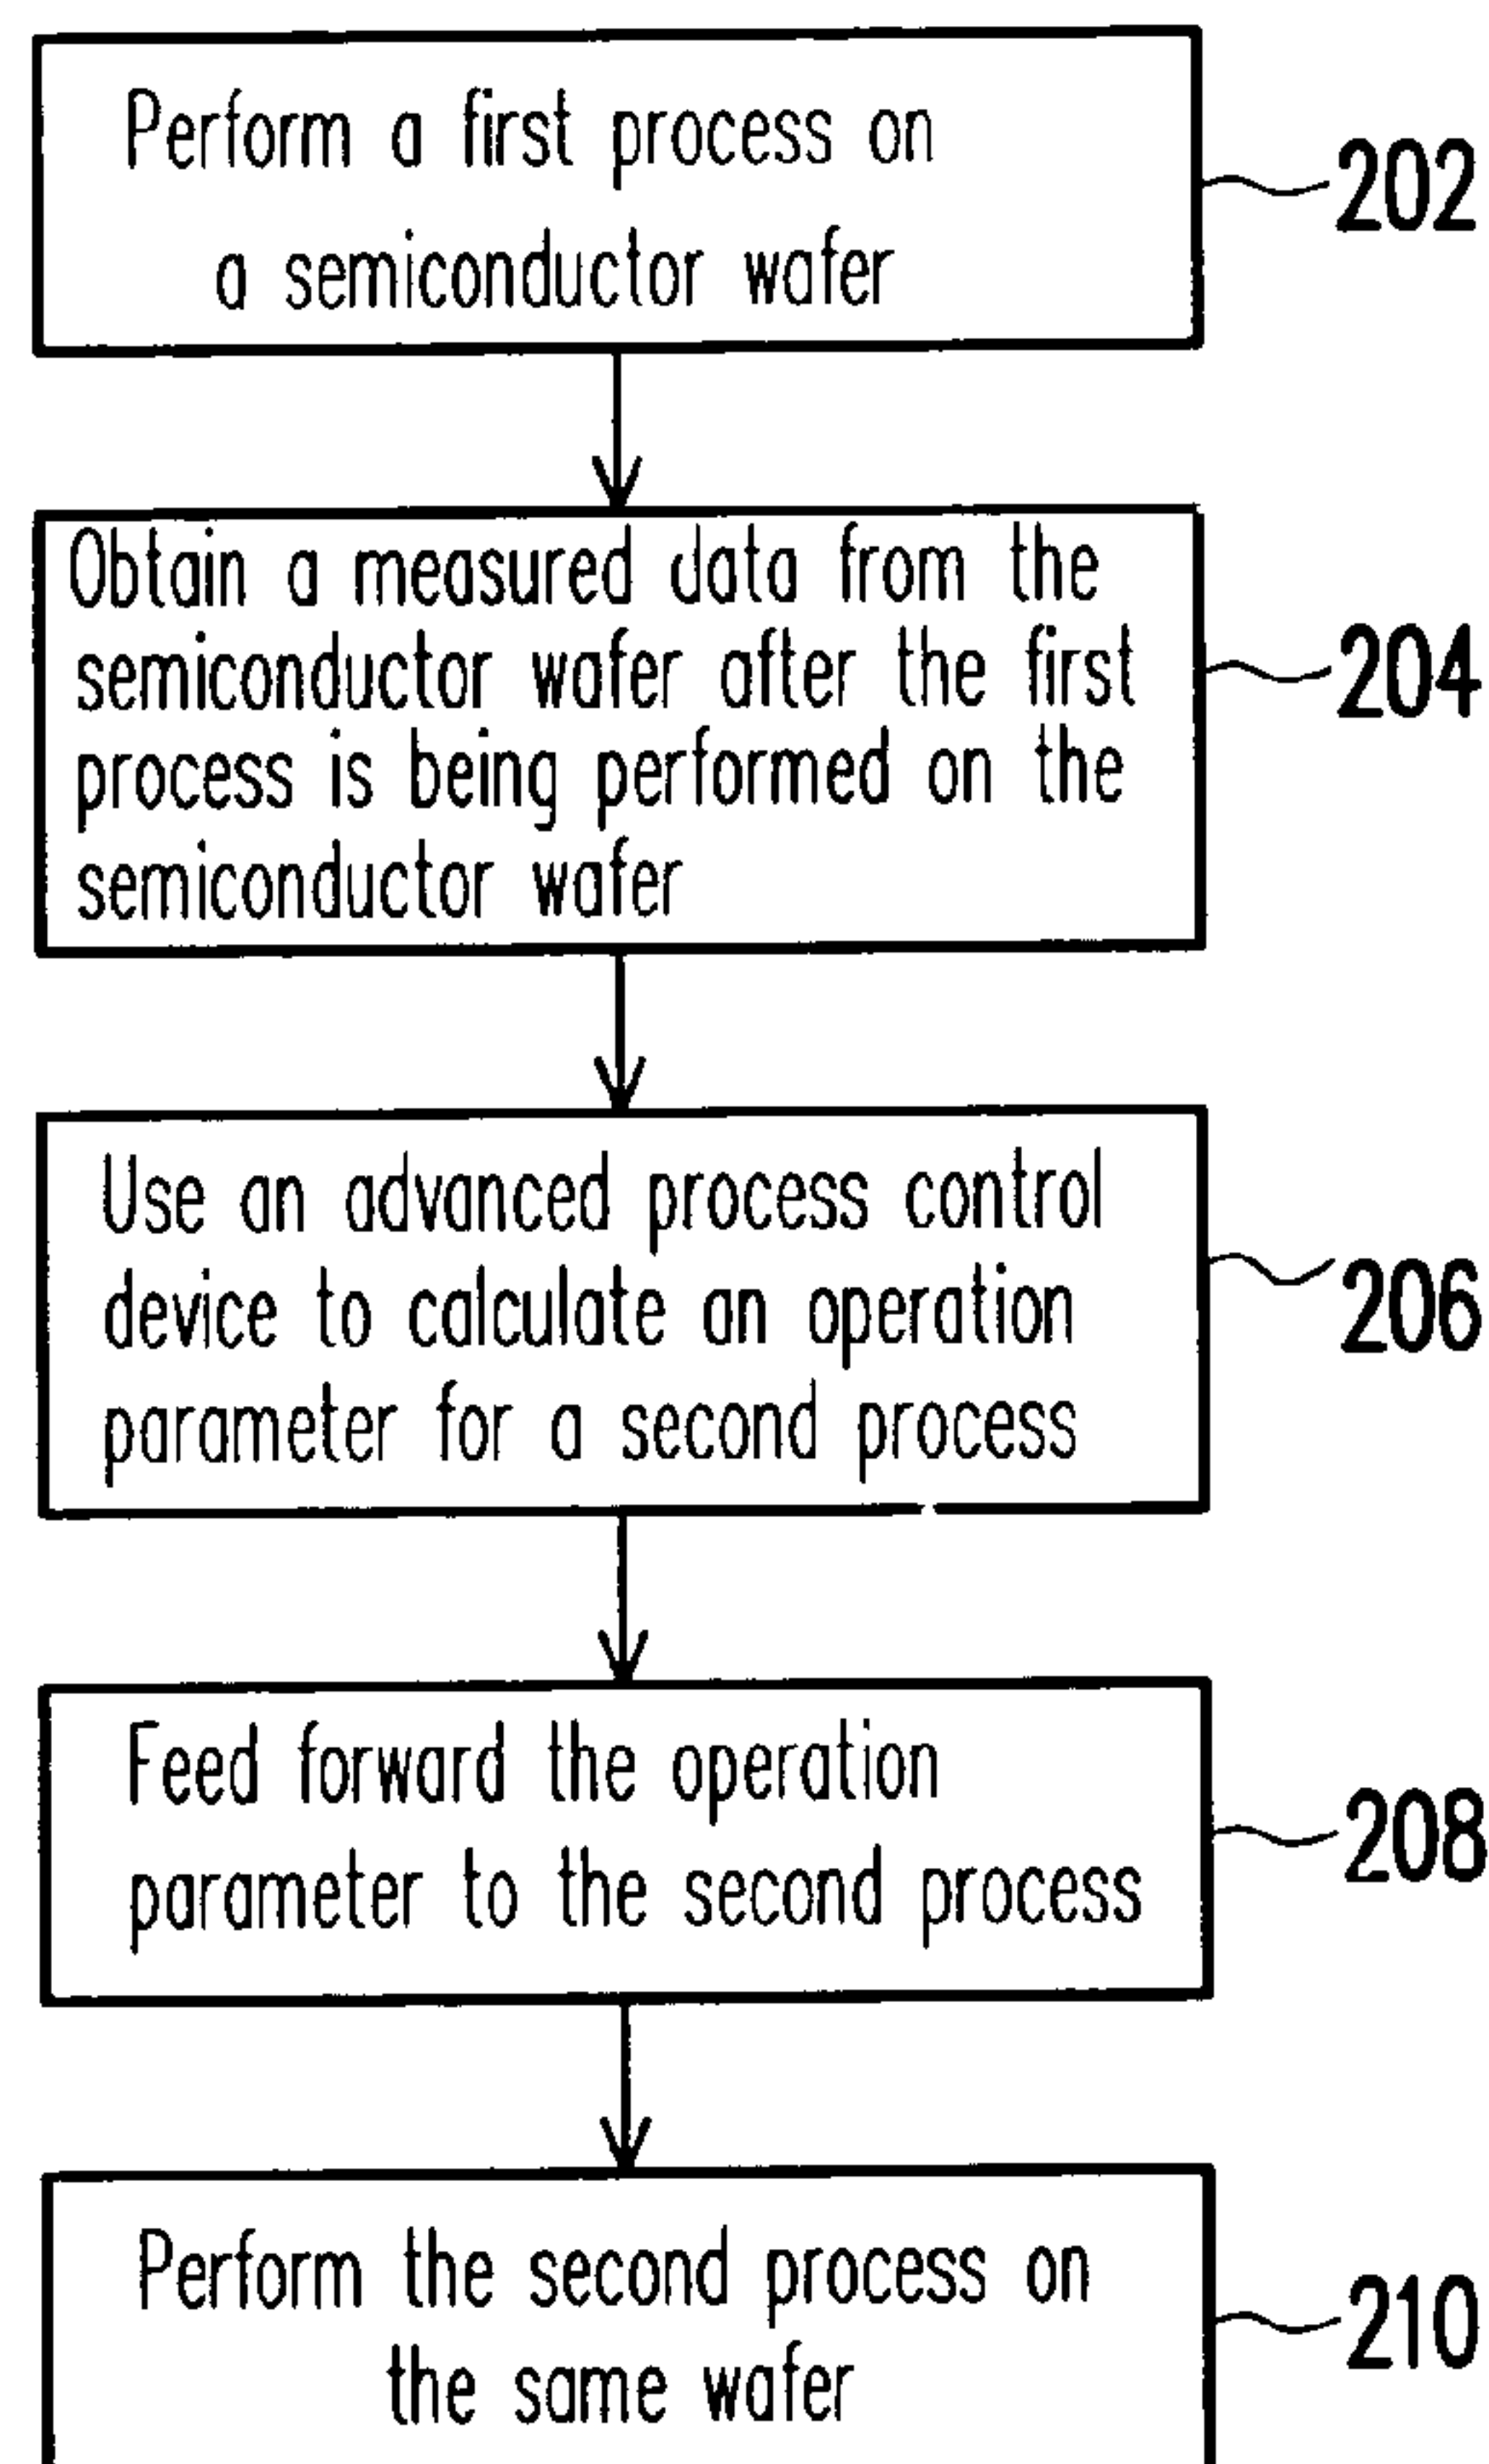 Perform a first process on
a semiconductor wafer
202
Obtain a measured data from the
semiconductor wafer after the first
process is being performed on the
semiconductor wafer
204
Use an advanced process control
device to calculate an operation
parameter for a second process
206
Feed forward the operation
parameter to the second process
208
Perform the second process on
the same wafer
210